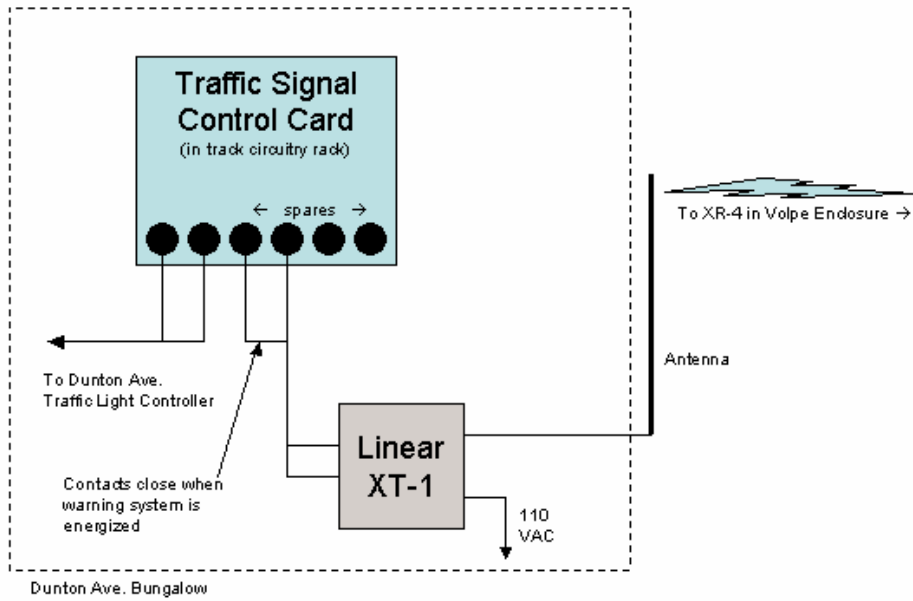 Traffic Signal
Control Card
(in track circuitry rack)
← spares →
To XR-4 in Volpe Enclosure →
Antenna
To Dunton Ave.
Traffic Light Controller
Linear
XT-1
Contacts close when
warning system is
energized
110
VAC
Dunton Ave. Bungalow